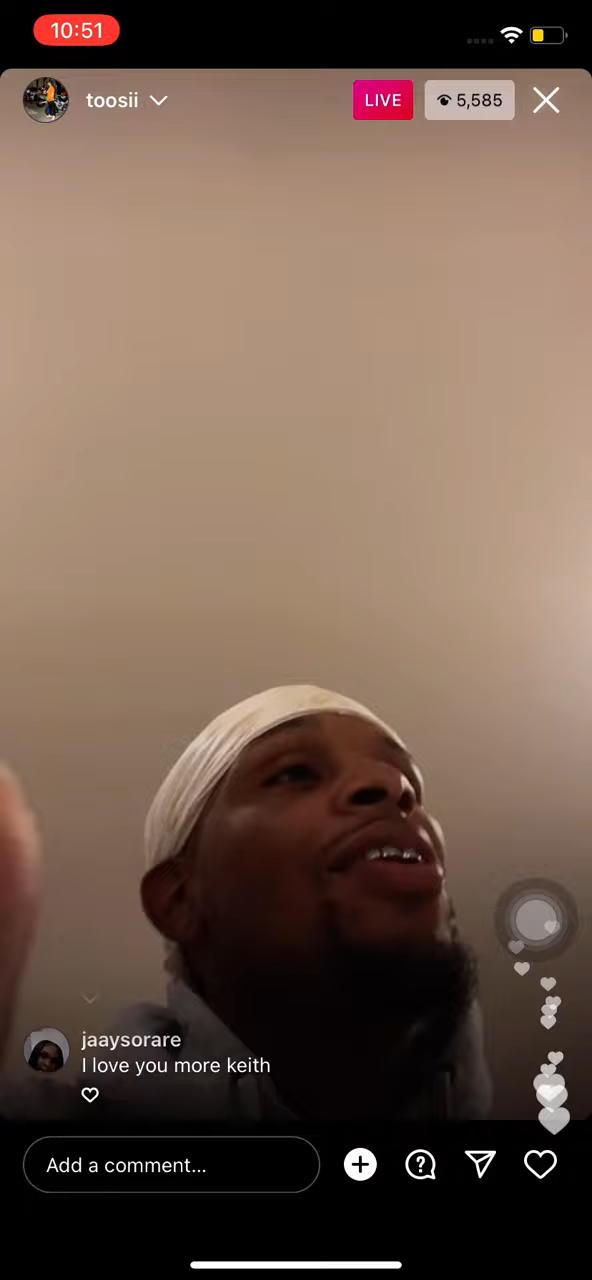 10:51
toosii
LIVE
5,585
jaaysorare
I love you more keith
Add a comment...